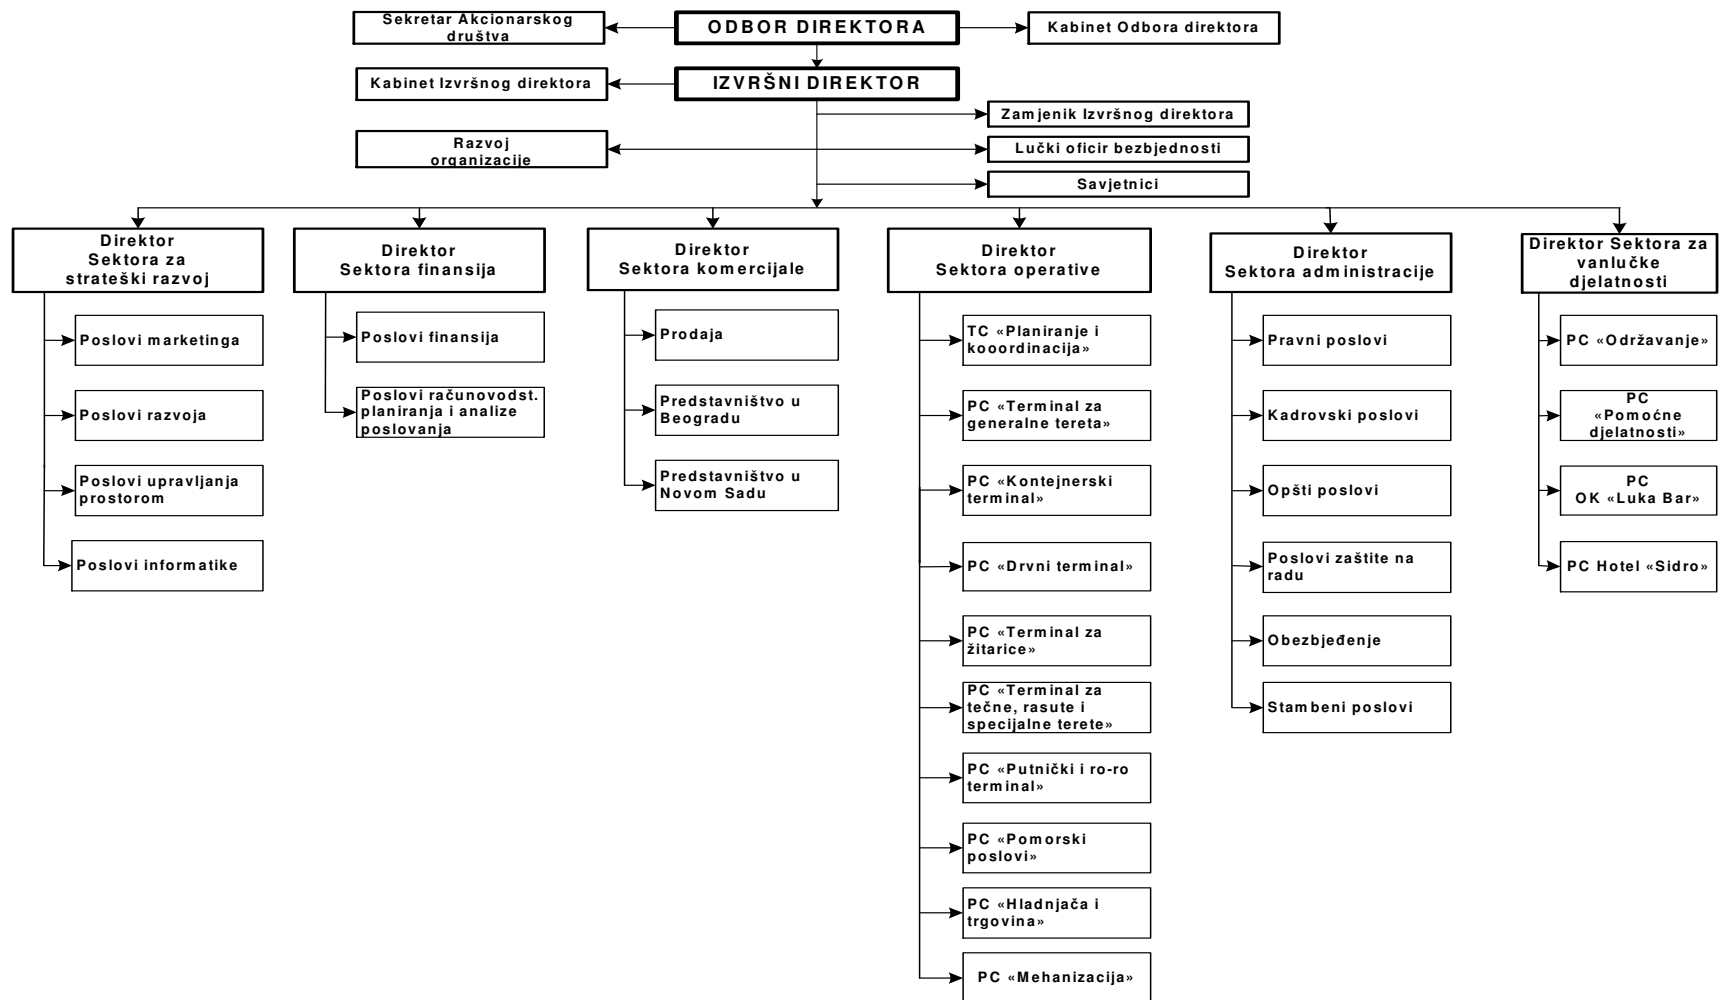 Sekretar Akcionarskog
društva
ODBOR DIREKTORA
Kabinet Odbora direktora
Kabinet Izvršnog direktora
IZVRŠNI DIREKTOR
Zamjenik Izvršnog direktora
Razvoj
organizacije
Lučki oficir bezbjednosti
Savjetnici
Direktor
Sektora za
strateški razvoj
Poslovi marketinga
Poslovi razvoja
Poslovi upravljanja
prostorom
Poslovi informatike
Direktor
Sektora finansija
Poslovi finansija
Poslovi računovodst.
planiranja i analize
poslovanja
Direktor
Sektora komercijale
Prodaja
Predstavništvo u
Beogradu
Predstavništvo u
Novom Sadu
Direktor
Sektora operative
TC «Planiranje i
kooordinacija»
PC «Terminal za
generalne tereta»
PC «Kontejnerski
terminal»
PC «Drvni terminal»
PC «Terminal za
žitarice»
PC «Terminal za
tečne, rasute i
specijalne terete»
PC «Putnički i ro-ro
terminal»
PC «Pomorski
poslovi»
PC «Hladnjača i
trgovina»
PC «Mehanizacija»
Direktor
Sektora administracije
Pravni poslovi
Kadrovski poslovi
Opšti poslovi
Poslovi zaštite na
radu
Obezbjeđenje
Stambeni poslovi
Direktor Sektora za
vanlučke
djelatnosti
PC «Održavanje»
PC
«Pomoćne
djelatnosti»
PC
OK «Luka Bar»
PC Hotel «Sidro»